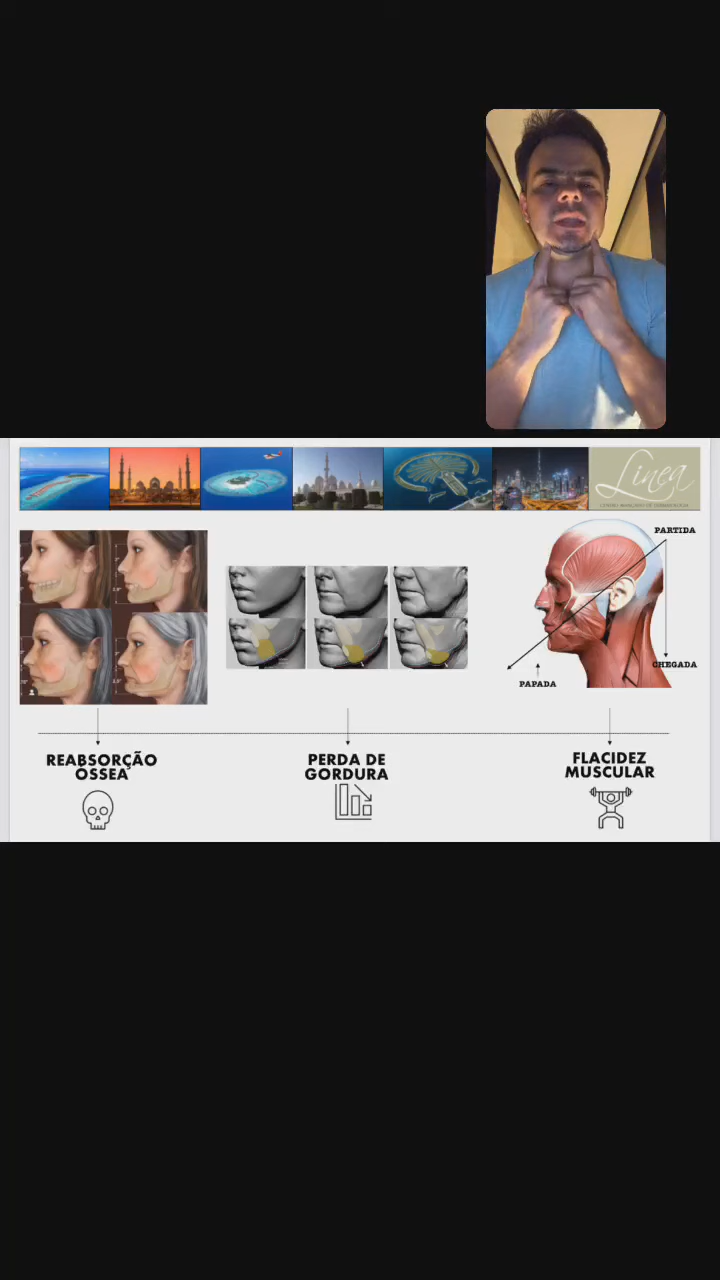 Linea
PARTIDA
CHEGADA
PAPADA
REABSORÇÃO
ÓSSEA
PERDA DE
GORDURA
FLACIDEZ
MUSCULAR